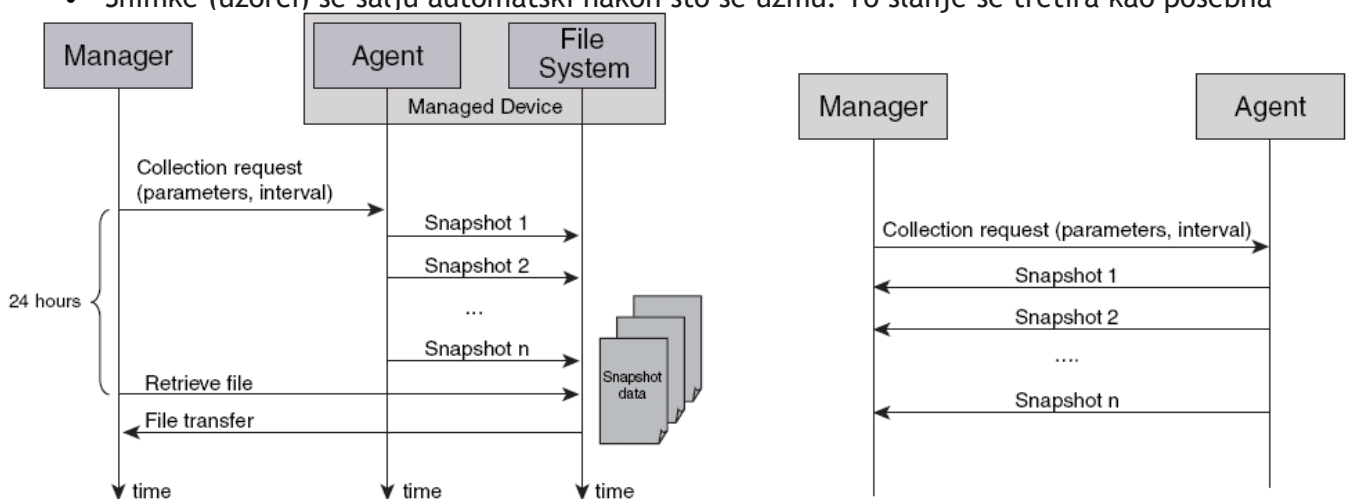 • Snimke (uzorci) se šalju automatski nakon što se uzmu. To slanje se tretira kao posebna
Manager
Agent
File
System
Managed Device
Collection request
(parameters, interval)
Snapshot 1
Snapshot 2
...
Snapshot n
24 hours
Retrieve file
File transfer
Snapshot
data
time
time
time
Manager
Agent
Collection request (parameters, interval)
Snapshot 1
Snapshot 2
....
Snapshot n